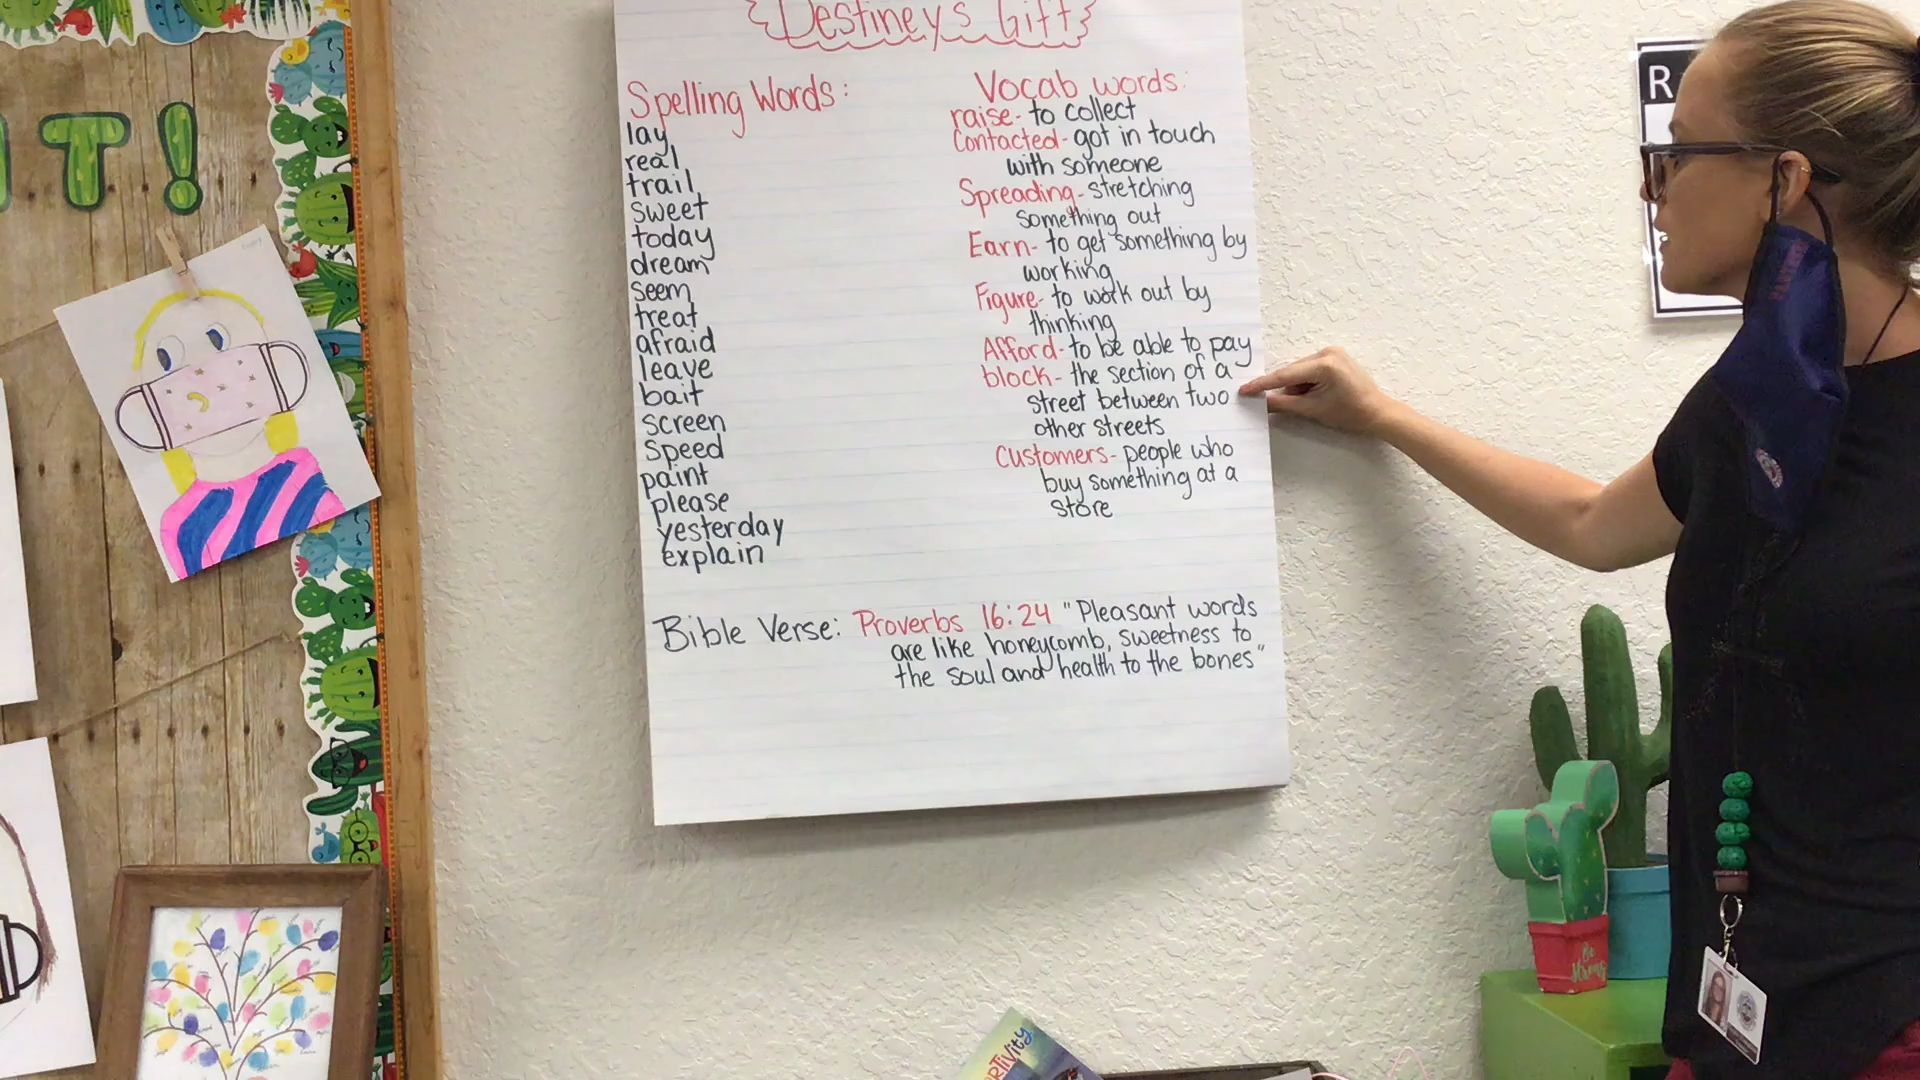 Destiney's Gift
Spelling Words:
lay
real
trail
sweet
today
dream
seem
treat
afraid
leave
bait
screen
speed
paint
please
yesterday
explain
Vocab words:
raise- to collect
Contacted- got in touch
with someone
Spreading- stretching
something out
Earn- to get something by
working
Figure- to work out by
thinking
Afford- to be able to pay
block- the section of a
street between two
other streets
Customers- people who
buy something at a
store
Bible Verse: Proverbs 16:24 "Pleasant words
are like honeycomb, sweetness to
the soul and health to the bones"
T!
R
Be
Strong